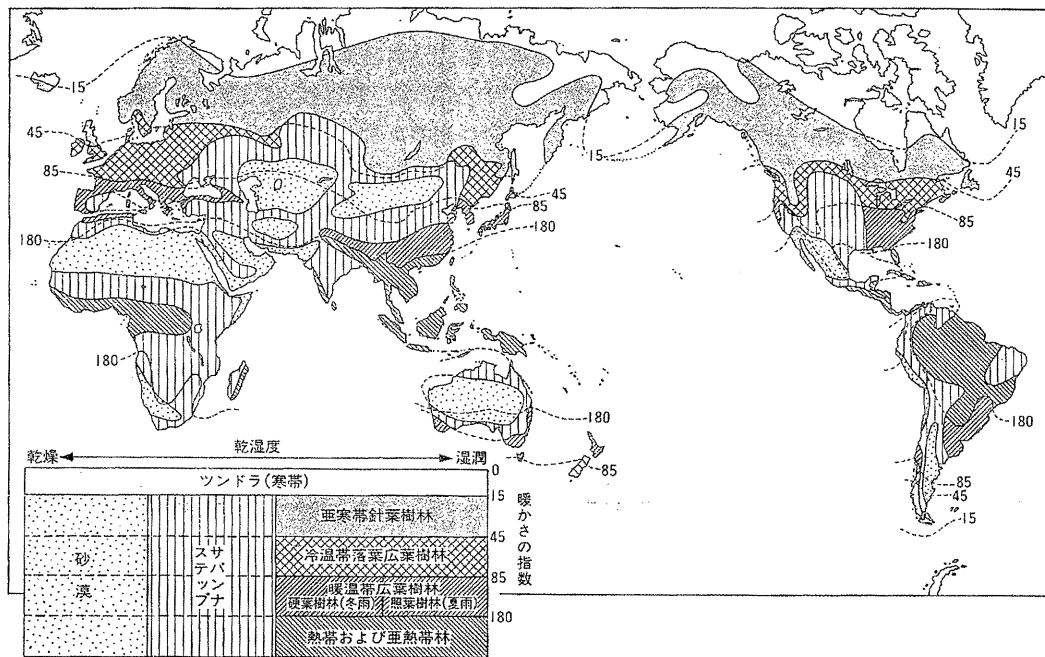 15
45
85
180
180
15
45
85
180
180
85
15
15
45
85
180
180
85
45
15
乾湿度
乾燥 湿潤
0
ツンドラ(寒帯)
15
亜寒帯針葉樹林
45
冷温帯落葉広葉樹林
85
暖温帯広葉樹林
硬葉樹林(冬雨) 照葉樹林(夏雨)
180
熱帯および亜熱帯林
砂漠
サバンナ
ステップ
暖かさの指数